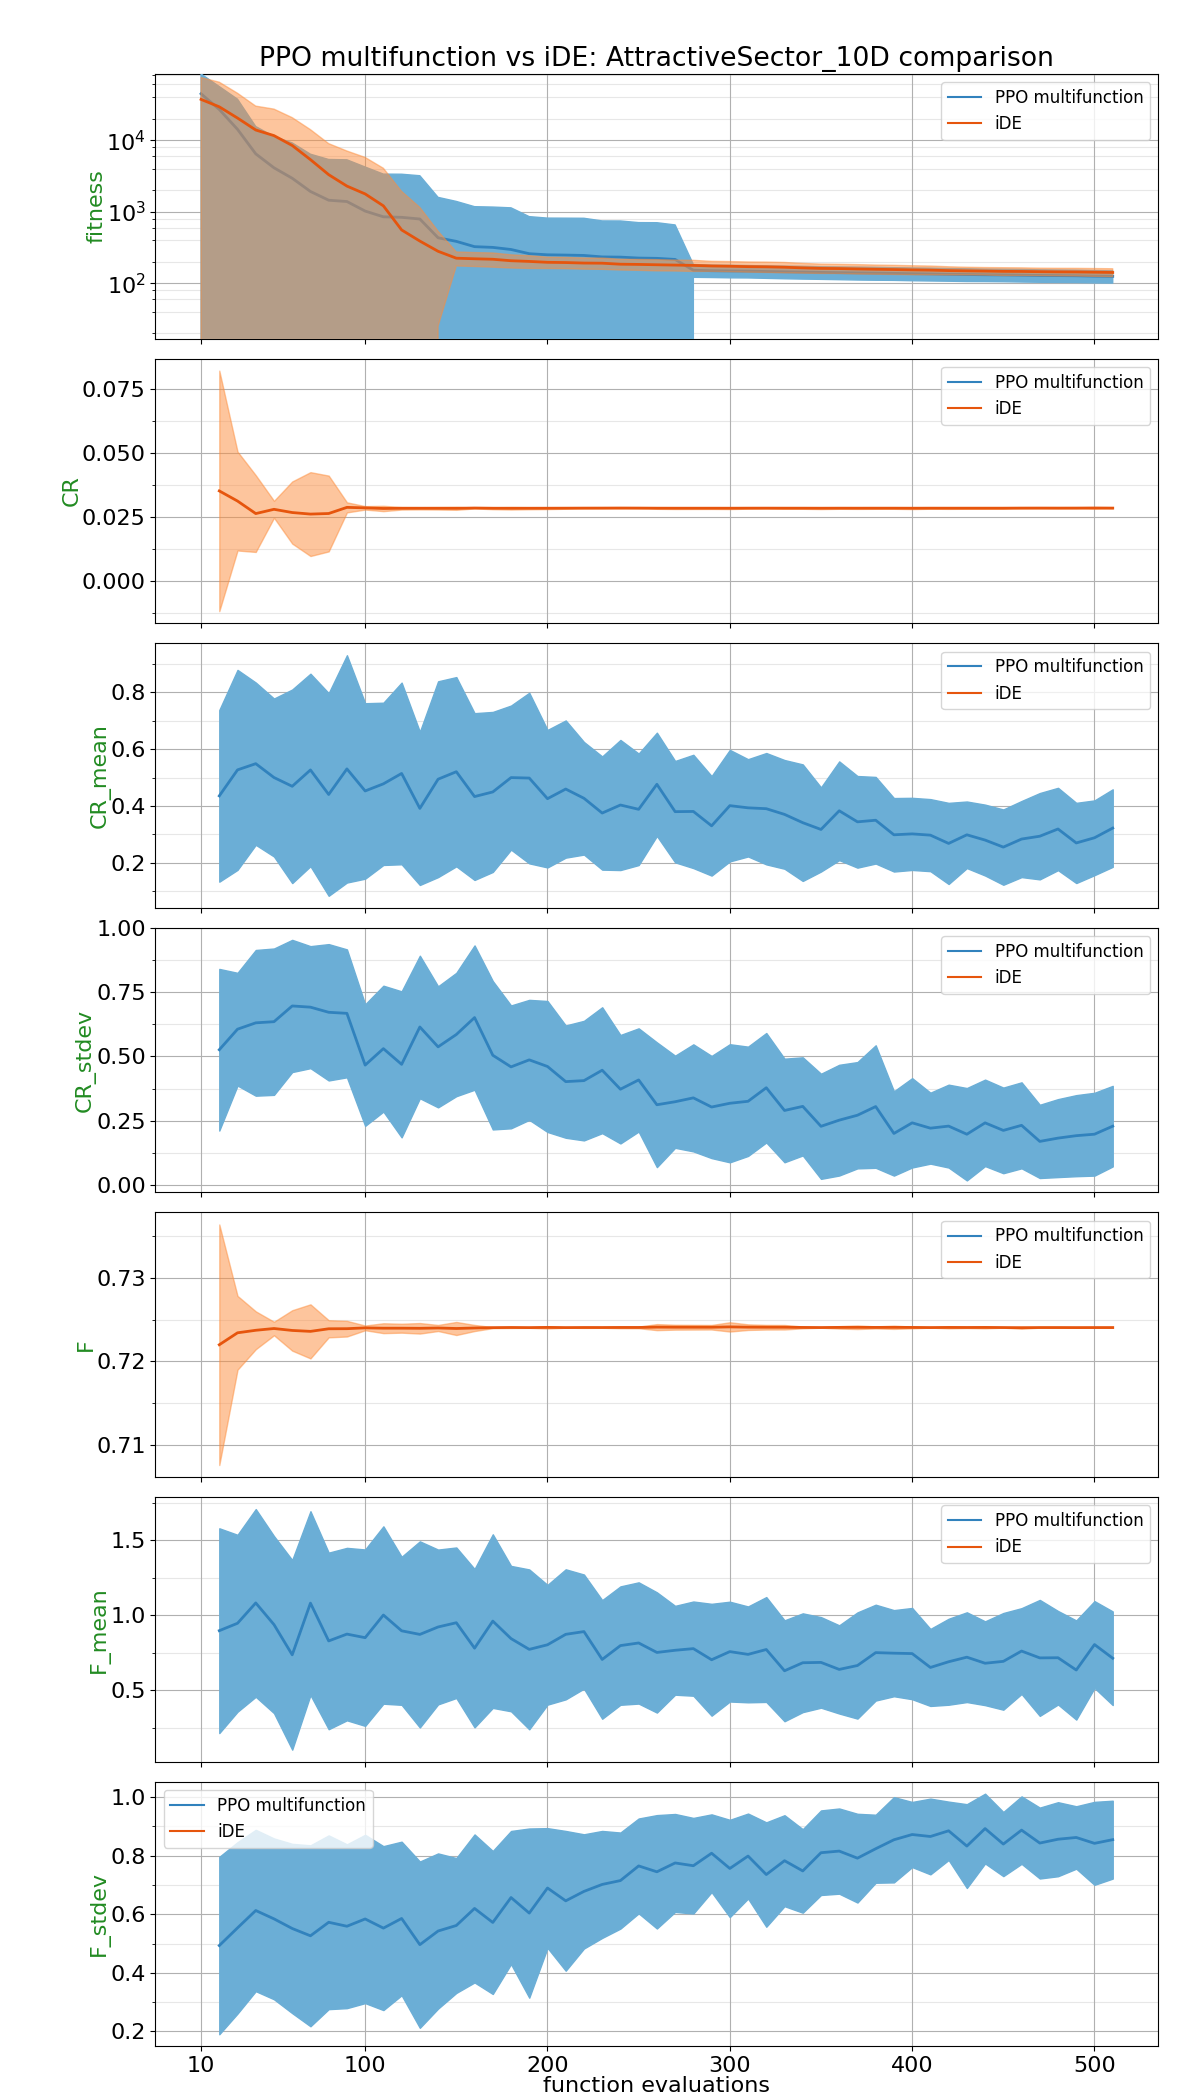 PPO multifunction vs iDE: AttractiveSector_10D comparison
PPO multifunction
iDE
10^4
10^3
10^2
fitness
PPO multifunction
iDE
0.075
0.050
0.025
0.000
CR
PPO multifunction
iDE
0.8
0.6
0.4
0.2
CR_mean
PPO multifunction
iDE
1.00
0.75
0.50
0.25
0.00
CR_stdev
PPO multifunction
iDE
0.73
0.72
0.71
F
PPO multifunction
iDE
1.5
1.0
0.5
F_mean
PPO multifunction
iDE
1.0
0.8
0.6
0.4
0.2
F_stdev
10 100 200 300 400 500
function evaluations